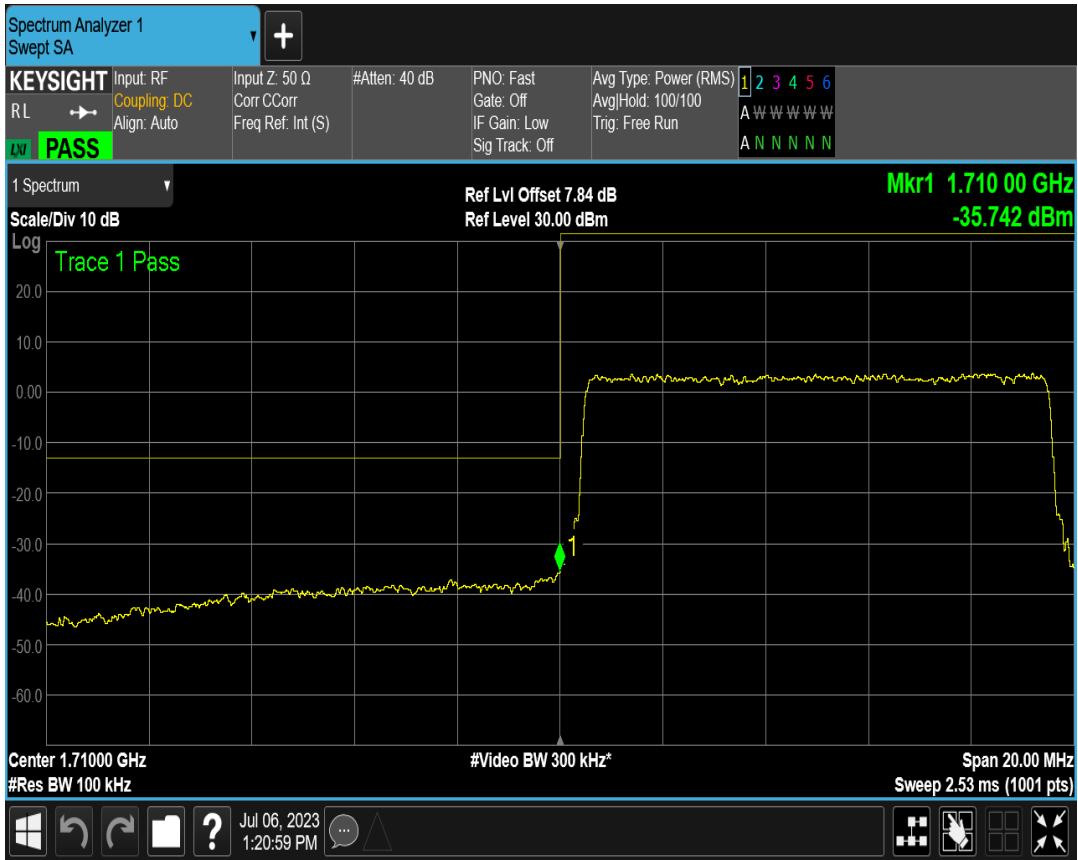 Spectrum Analyzer 1
Swept SA
+
KEYSIGHT
RL
LXI PASS
Input: RF
Coupling: DC
Align: Auto
Input Z: 50 Ω
Corr CCorr
Freq Ref: Int (S)
#Atten: 40 dB
PNO: Fast
Gate: Off
IF Gain: Low
Sig Track: Off
Avg Type: Power (RMS)
Avg|Hold: 100/100
Trig: Free Run
1 2 3 4 5 6
A W W W W W
A N N N N N
1 Spectrum
Scale/Div 10 dB
Ref Lvl Offset 7.84 dB
Ref Level 30.00 dBm
Mkr1 1.710 00 GHz
-35.742 dBm
Log
Trace 1 Pass
20.0
10.0
0.00
-10.0
-20.0
-30.0
1
-40.0
-50.0
-60.0
Center 1.71000 GHz
#Res BW 100 kHz
#Video BW 300 kHz*
Span 20.00 MHz
Sweep 2.53 ms (1001 pts)
?
Jul 06, 2023
1:20:59 PM